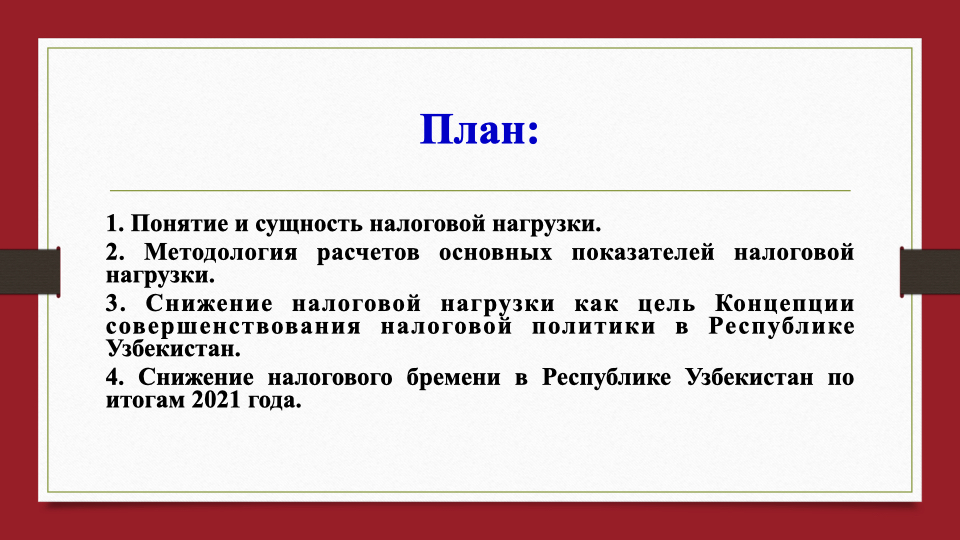 План:
1. Понятие и сущность налоговой нагрузки.
2. Методология расчетов основных показателей налоговой
нагрузки.
3. Снижение налоговой нагрузки как цель Концепции
совершенствования налоговой политики в Республике
Узбекистан.
4. Снижение налогового бремени в Республике Узбекистан по
итогам 2021 года.